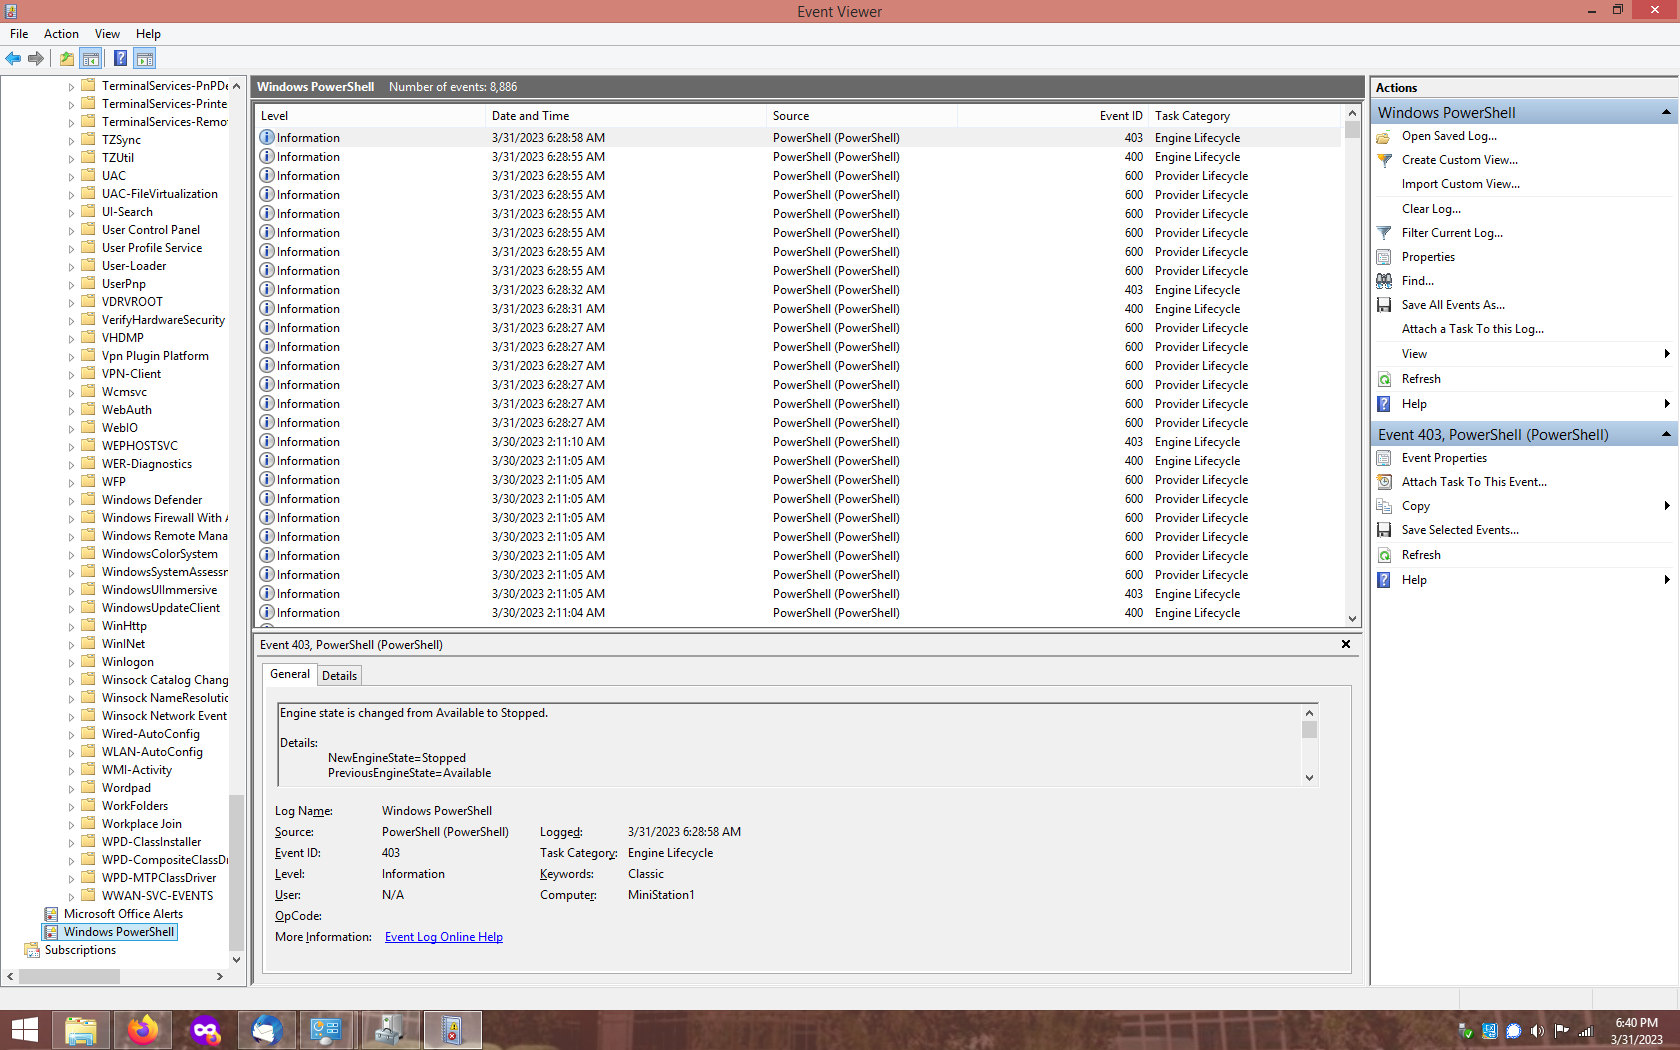 Event Viewer
File Action View Help
TerminalServices-PnPDe
TerminalServices-Printe
TerminalServices-Remo
TZSync
TZUtil
UAC
UAC-FileVirtualization
UI-Search
User Control Panel
User Profile Service
User-Loader
UserPnp
VDRVROOT
VerifyHardwareSecurity
VHDMP
Vpn Plugin Platform
VPN-Client
Wcmsvc
WebAuth
WebIO
WEPHOSTSVC
WER-Diagnostics
WFP
Windows Defender
Windows Firewall With A
Windows Remote Mana
WindowsColorSystem
WindowsSystemAssessm
WindowsUIImmersive
WindowsUpdateClient
WinHttp
WinINet
Winlogon
Winsock Catalog Chang
Winsock NameResolutio
Winsock Network Event
Wired-AutoConfig
WLAN-AutoConfig
WMI-Activity
Wordpad
WorkFolders
Workplace Join
WPD-ClassInstaller
WPD-CompositeClassDr
WPD-MTPClassDriver
WWAN-SVC-EVENTS
Microsoft Office Alerts
Windows PowerShell
Subscriptions
Windows PowerShell Number of events: 8,886
Level Date and Time Source Event ID Task Category
Information 3/31/2023 6:28:58 AM PowerShell (PowerShell) 403 Engine Lifecycle
Information 3/31/2023 6:28:55 AM PowerShell (PowerShell) 400 Engine Lifecycle
Information 3/31/2023 6:28:55 AM PowerShell (PowerShell) 600 Provider Lifecycle
Information 3/31/2023 6:28:55 AM PowerShell (PowerShell) 600 Provider Lifecycle
Information 3/31/2023 6:28:55 AM PowerShell (PowerShell) 600 Provider Lifecycle
Information 3/31/2023 6:28:55 AM PowerShell (PowerShell) 600 Provider Lifecycle
Information 3/31/2023 6:28:55 AM PowerShell (PowerShell) 600 Provider Lifecycle
Information 3/31/2023 6:28:55 AM PowerShell (PowerShell) 600 Provider Lifecycle
Information 3/31/2023 6:28:32 AM PowerShell (PowerShell) 403 Engine Lifecycle
Information 3/31/2023 6:28:31 AM PowerShell (PowerShell) 400 Engine Lifecycle
Information 3/31/2023 6:28:27 AM PowerShell (PowerShell) 600 Provider Lifecycle
Information 3/31/2023 6:28:27 AM PowerShell (PowerShell) 600 Provider Lifecycle
Information 3/31/2023 6:28:27 AM PowerShell (PowerShell) 600 Provider Lifecycle
Information 3/31/2023 6:28:27 AM PowerShell (PowerShell) 600 Provider Lifecycle
Information 3/31/2023 6:28:27 AM PowerShell (PowerShell) 600 Provider Lifecycle
Information 3/31/2023 6:28:27 AM PowerShell (PowerShell) 600 Provider Lifecycle
Information 3/30/2023 2:11:10 AM PowerShell (PowerShell) 403 Engine Lifecycle
Information 3/30/2023 2:11:05 AM PowerShell (PowerShell) 400 Engine Lifecycle
Information 3/30/2023 2:11:05 AM PowerShell (PowerShell) 600 Provider Lifecycle
Information 3/30/2023 2:11:05 AM PowerShell (PowerShell) 600 Provider Lifecycle
Information 3/30/2023 2:11:05 AM PowerShell (PowerShell) 600 Provider Lifecycle
Information 3/30/2023 2:11:05 AM PowerShell (PowerShell) 600 Provider Lifecycle
Information 3/30/2023 2:11:05 AM PowerShell (PowerShell) 600 Provider Lifecycle
Information 3/30/2023 2:11:05 AM PowerShell (PowerShell) 600 Provider Lifecycle
Information 3/30/2023 2:11:05 AM PowerShell (PowerShell) 403 Engine Lifecycle
Information 3/30/2023 2:11:04 AM PowerShell (PowerShell) 400 Engine Lifecycle
Event 403, PowerShell (PowerShell)
General Details
Engine state is changed from Available to Stopped.
Details:
NewEngineState=Stopped
PreviousEngineState=Available
Log Name: Windows PowerShell
Source: PowerShell (PowerShell) Logged: 3/31/2023 6:28:58 AM
Event ID: 403 Task Category: Engine Lifecycle
Level: Information Keywords: Classic
User: N/A Computer: MiniStation1
OpCode:
More Information: Event Log Online Help
Actions
Windows PowerShell
Open Saved Log...
Create Custom View...
Import Custom View...
Clear Log...
Filter Current Log...
Properties
Find...
Save All Events As...
Attach a Task To this Log...
View
Refresh
Help
Event 403, PowerShell (PowerShell)
Event Properties
Attach Task To This Event...
Copy
Save Selected Events...
Refresh
Help
6:40 PM
3/31/2023